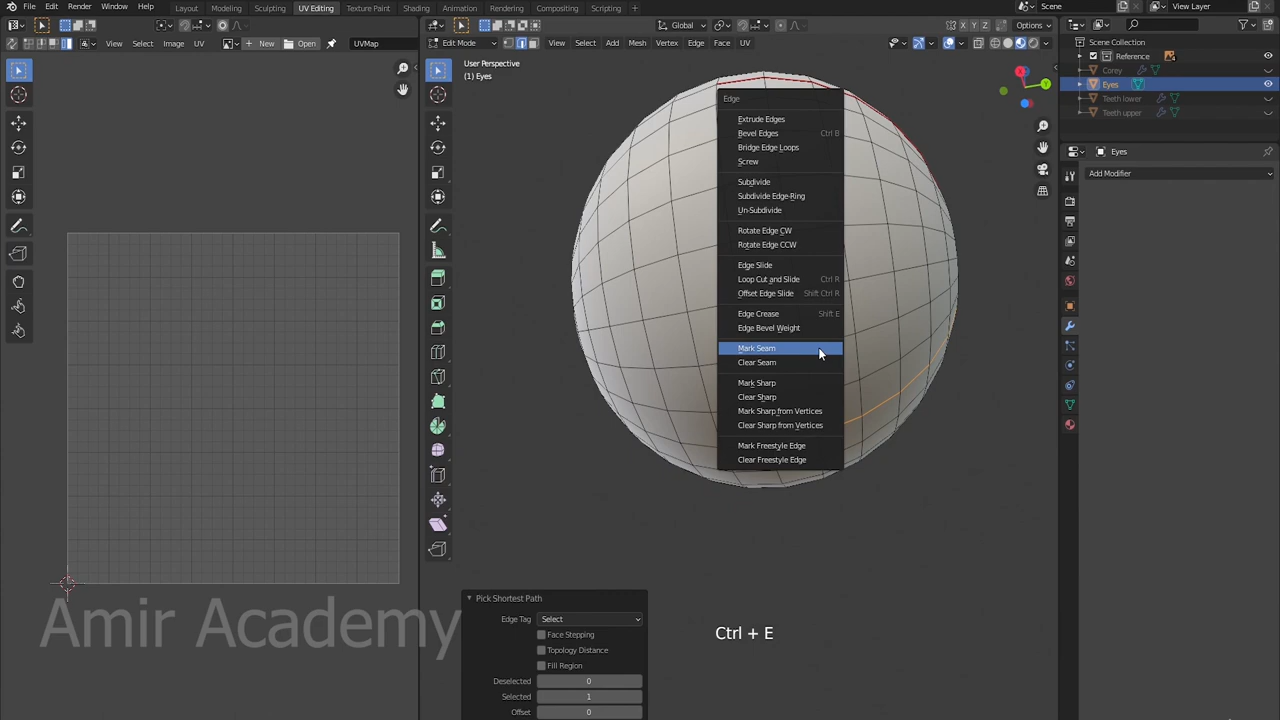 File Edit Render Window Help Layout Modeling Sculpting UV Editing Texture Paint Shading Animation Rendering Compositing Scripting Scene View Layer
Global Options
View Select Image UV New Open UVMap Edit Mode View Select Add Mesh Vertex Edge Face UV
User Perspective
(1) Eyes
Edge
Extrude Edges
Bevel Edges Ctrl B
Bridge Edge Loops
Screw
Subdivide
Subdivide Edge-Ring
Un-Subdivide
Rotate Edge CW
Rotate Edge CCW
Edge Slide
Loop Cut and Slide Ctrl R
Offset Edge Slide Shift Ctrl R
Edge Crease Shift E
Edge Bevel Weight
Mark Seam
Clear Seam
Mark Sharp
Clear Sharp
Mark Sharp from Vertices
Clear Sharp from Vertices
Mark Freestyle Edge
Clear Freestyle Edge
X Y Z
Scene Collection
Reference
Corey
Eyes
Teeth lower
Teeth upper
Eyes
Add Modifier
Pick Shortest Path
Edge Tag Select
Face Stepping
Topology Distance
Fill Region
Deselected 0
Selected 1
Offset 0
Ctrl + E
Amir Academy